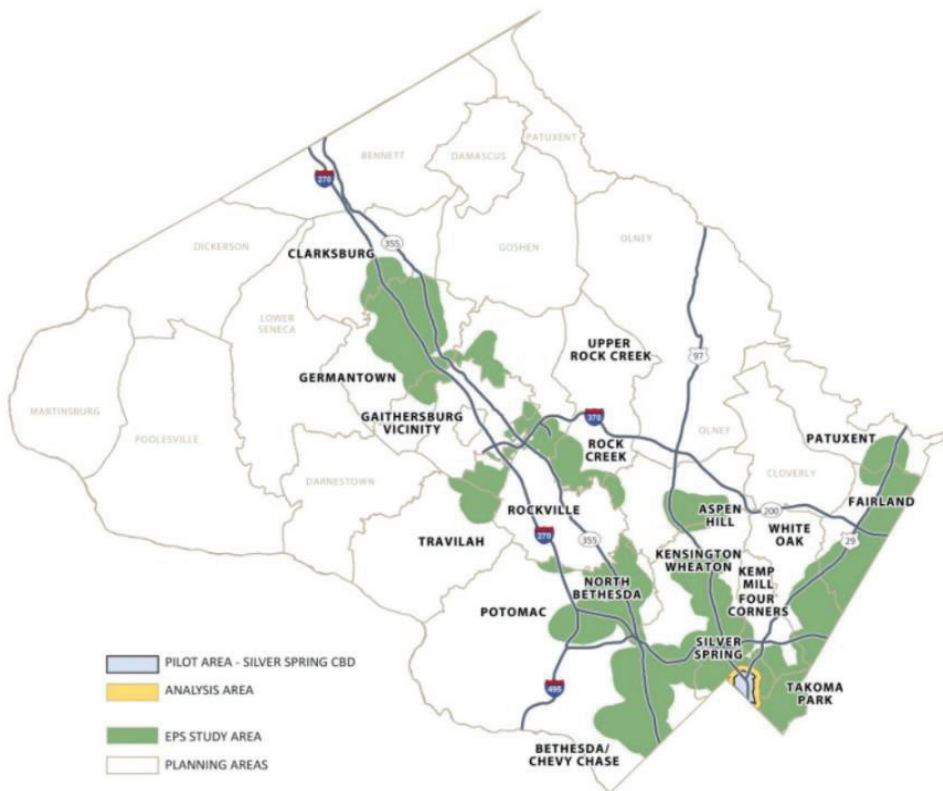 PATUXENT
BENNETT
DAMASCUS
270
355
DICKERSON
CLARKSBURG
GOSHEN
OLNEY
LOWER
SENECA
UPPER
ROCK CREEK
97
GERMANTOWN
MARTINSBURG
POOLESVILLE
GAITHERSBURG
VICINITY
370
ROCK
CREEK
OLNEY
PATUXENT
DARNESTOWN
CLOVERLY
FAIRLAND
ROCKVILLE
ASPEN
HILL
200
WHITE
OAK
29
TRAVILAH
270
355
KENSINGTON
WHEATON
KEMP
MILL
FOUR
CORNERS
NORTH
BETHESDA
POTOMAC
SILVER
SPRING
495
TAKOMA
PARK
BETHESDA/
CHEVY CHASE
PILOT AREA - SILVER SPRING CBD
ANALYSIS AREA
EPS STUDY AREA
PLANNING AREAS